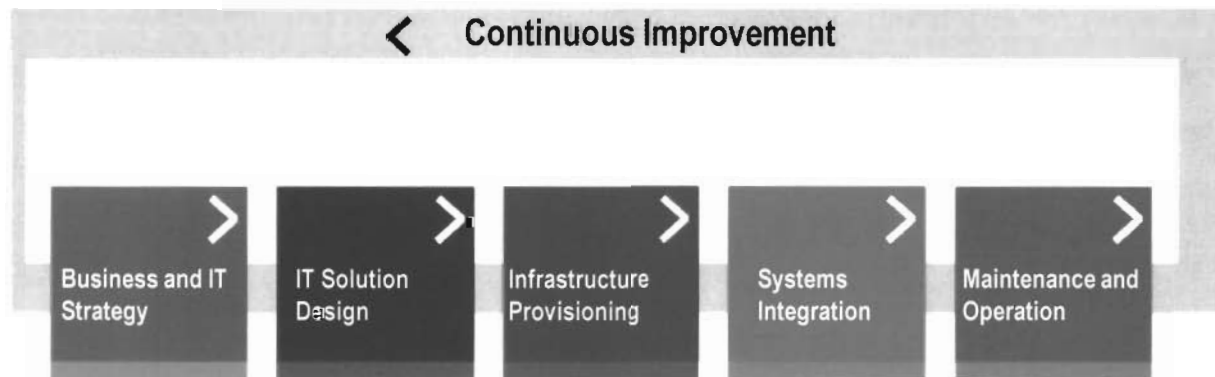 Continuous Improvement
Business and IT
Strategy
IT Solution
Design
Infrastructure
Provisioning
Systems
Integration
Maintenance and
Operation